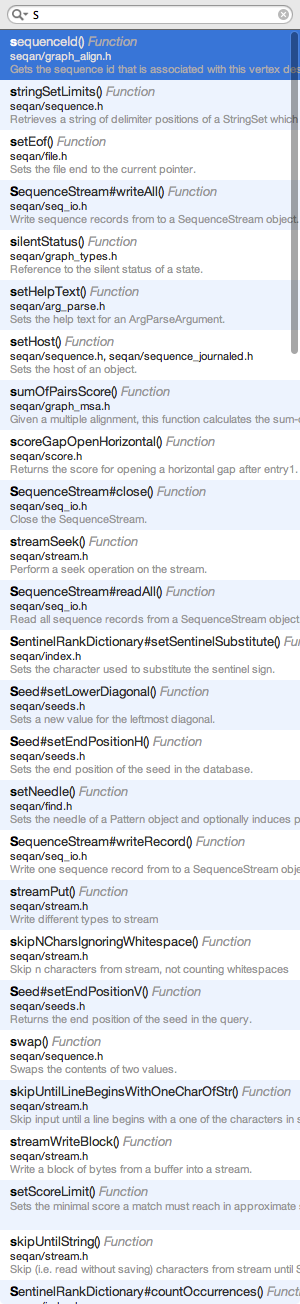 S
sequenceId() Function
seqan/graph_align.h
Gets the sequence id that is associated with this vertex des
stringSetLimits() Function
seqan/sequence.h
Retrieves a string of delimiter positions of a StringSet which
setEof() Function
seqan/file.h
Sets the file end to the current pointer.
SequenceStream#writeAll() Function
seqan/seq_io.h
Write sequence records from to a SequenceStream object.
silentStatus() Function
seqan/graph_types.h
Reference to the silent status of a state.
setHelpText() Function
seqan/arg_parse.h
Sets the help text for an ArgParseArgument.
setHost() Function
seqan/sequence.h, seqan/sequence_journaled.h
Sets the host of an object.
sumOfPairsScore() Function
seqan/graph_msa.h
Given a multiple alignment, this function calculates the sum-o
scoreGapOpenHorizontal() Function
seqan/score.h
Returns the score for opening a horizontal gap after entry1.
SequenceStream#close() Function
seqan/seq_io.h
Close the SequenceStream.
streamSeek() Function
seqan/stream.h
Perform a seek operation on the stream.
SequenceStream#readAll() Function
seqan/seq_io.h
Read all sequence records from a SequenceStream object
SentinelRankDictionary#setSentinelSubstitute() Fu
seqan/index.h
Sets the character used to substitute the sentinel sign.
Seed#setLowerDiagonal() Function
seqan/seeds.h
Sets a new value for the leftmost diagonal.
Seed#setEndPositionH() Function
seqan/seeds.h
Sets the end position of the seed in the database.
setNeedle() Function
seqan/find.h
Sets the needle of a Pattern object and optionally induces p
SequenceStream#writeRecord() Function
seqan/seq_io.h
Write one sequence record from to a SequenceStream obje
streamPut() Function
seqan/stream.h
Write different types to stream
skipNCharsIgnoringWhitespace() Function
seqan/stream.h
Skip n characters from stream, not counting whitespaces
Seed#setEndPositionV() Function
seqan/seeds.h
Returns the end position of the seed in the query.
swap() Function
seqan/sequence.h
Swaps the contents of two values.
skipUntilLineBeginsWithOneCharOfStr() Function
seqan/stream.h
Skip input until a line begins with a one of the characters in s
streamWriteBlock() Function
seqan/stream.h
Write a block of bytes from a buffer into a stream.
setScoreLimit() Function
Sets the minimal score a match must reach in approximate
skipUntilString() Function
seqan/stream.h
Skip (i.e. read without saving) characters from stream until S
SentinelRankDictionary#countOccurrences() Funct